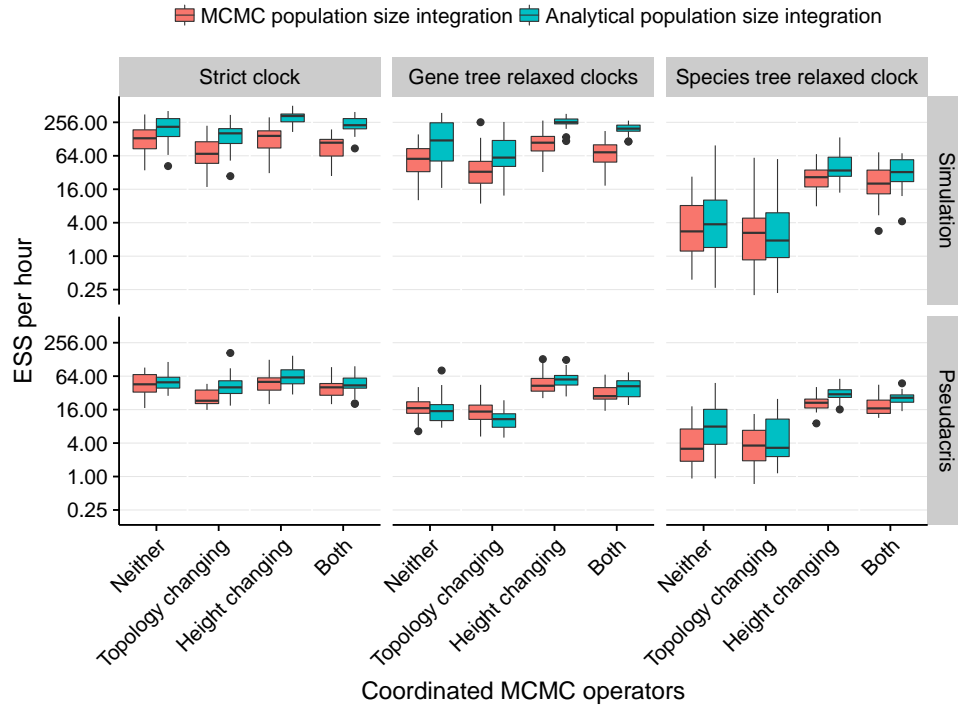 MCMC population size integration Analytical population size integration
Strict clock Gene tree relaxed clocks Species tree relaxed clock
256.00
64.00
16.00
4.00
1.00
0.25
Simulation
256.00
64.00
16.00
4.00
1.00
0.25
Pseudacris
ESS per hour
Neither Topology changing Height changing Both Neither Topology changing Height changing Both Neither Topology changing Height changing Both
Coordinated MCMC operators